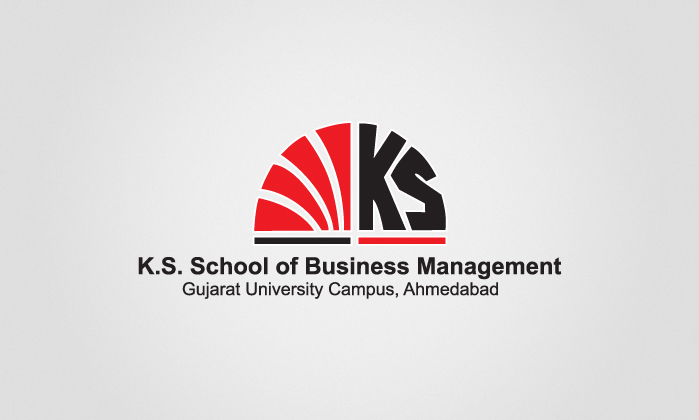 KS
K.S. School of Business Management
Gujarat University Campus, Ahmedabad